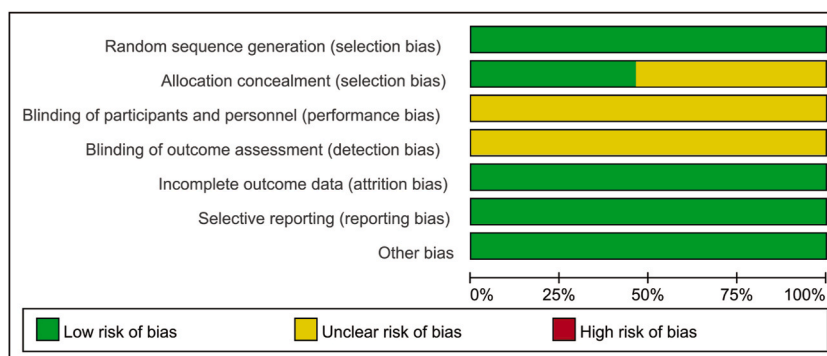 Random sequence generation (selection bias)
Allocation concealment (selection bias)
Blinding of participants and personnel (performance bias)
Blinding of outcome assessment (detection bias)
Incomplete outcome data (attrition bias)
Selective reporting (reporting bias)
Other bias
0% 25% 50% 75% 100%
Low risk of bias Unclear risk of bias High risk of bias